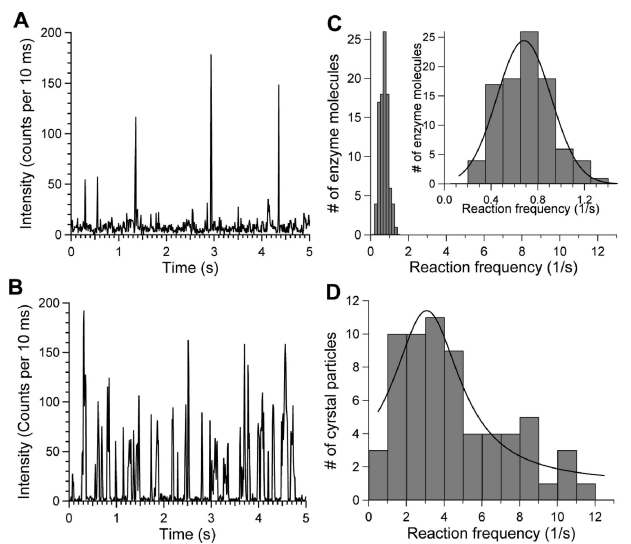 A
Intensity (counts per 10 ms)
200
150
100
50
0
0 1 2 3 4 5
Time (s)
B
Intensity (Counts per 10 ms)
200
150
100
50
0
0 1 2 3 4 5
Time (s)
C
# of enzyme molecules
25
20
15
10
5
0
0 2 4 6 8 10 12
Reaction frequency (1/s)
# of enzyme molecules
25
20
15
10
5
0
0.0 0.4 0.8 1.2
Reaction frequency (1/s)
D
# of cyrstal particles
12
10
8
6
4
2
0
0 2 4 6 8 10 12
Reaction frequency (1/s)